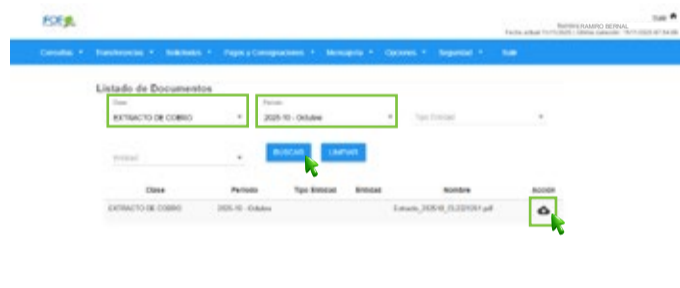 FOE
Salir
RAMIRO BERNAL
Consultas Transferencias Solicitudes Pagos y Consignaciones Mensajería Opciones Seguridad Salir
Listado de Documentos
Clase Periodo
EXTRACTO DE COBRO 2025-10 - Octubre Tipo Entidad
Entidad BUSCAR LIMPIAR
Clase Periodo Tipo Entidad Entidad Nombre Acción
EXTRACTO DE COBRO 2025-10 - Octubre